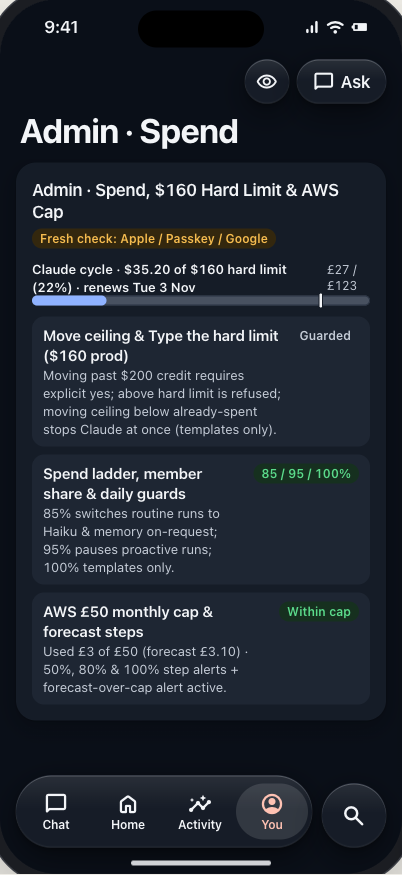 9:41
Ask
Admin · Spend
Admin · Spend, $160 Hard Limit & AWS
Cap
Fresh check: Apple / Passkey / Google
Claude cycle · $35.20 of $160 hard limit
(22%) · renews Tue 3 Nov
£27 /
£123
Move ceiling & Type the hard limit
($160 prod)
Guarded
Moving past $200 credit requires
explicit yes; above hard limit is refused;
moving ceiling below already-spent
stops Claude at once (templates only).
Spend ladder, member
share & daily guards
85 / 95 / 100%
85% switches routine runs to
Haiku & memory on-request;
95% pauses proactive runs;
100% templates only.
AWS £50 monthly cap &
forecast steps
Within cap
Used £3 of £50 (forecast £3.10) ·
50%, 80% & 100% step alerts +
forecast-over-cap alert active.
Chat
Home
Activity
You